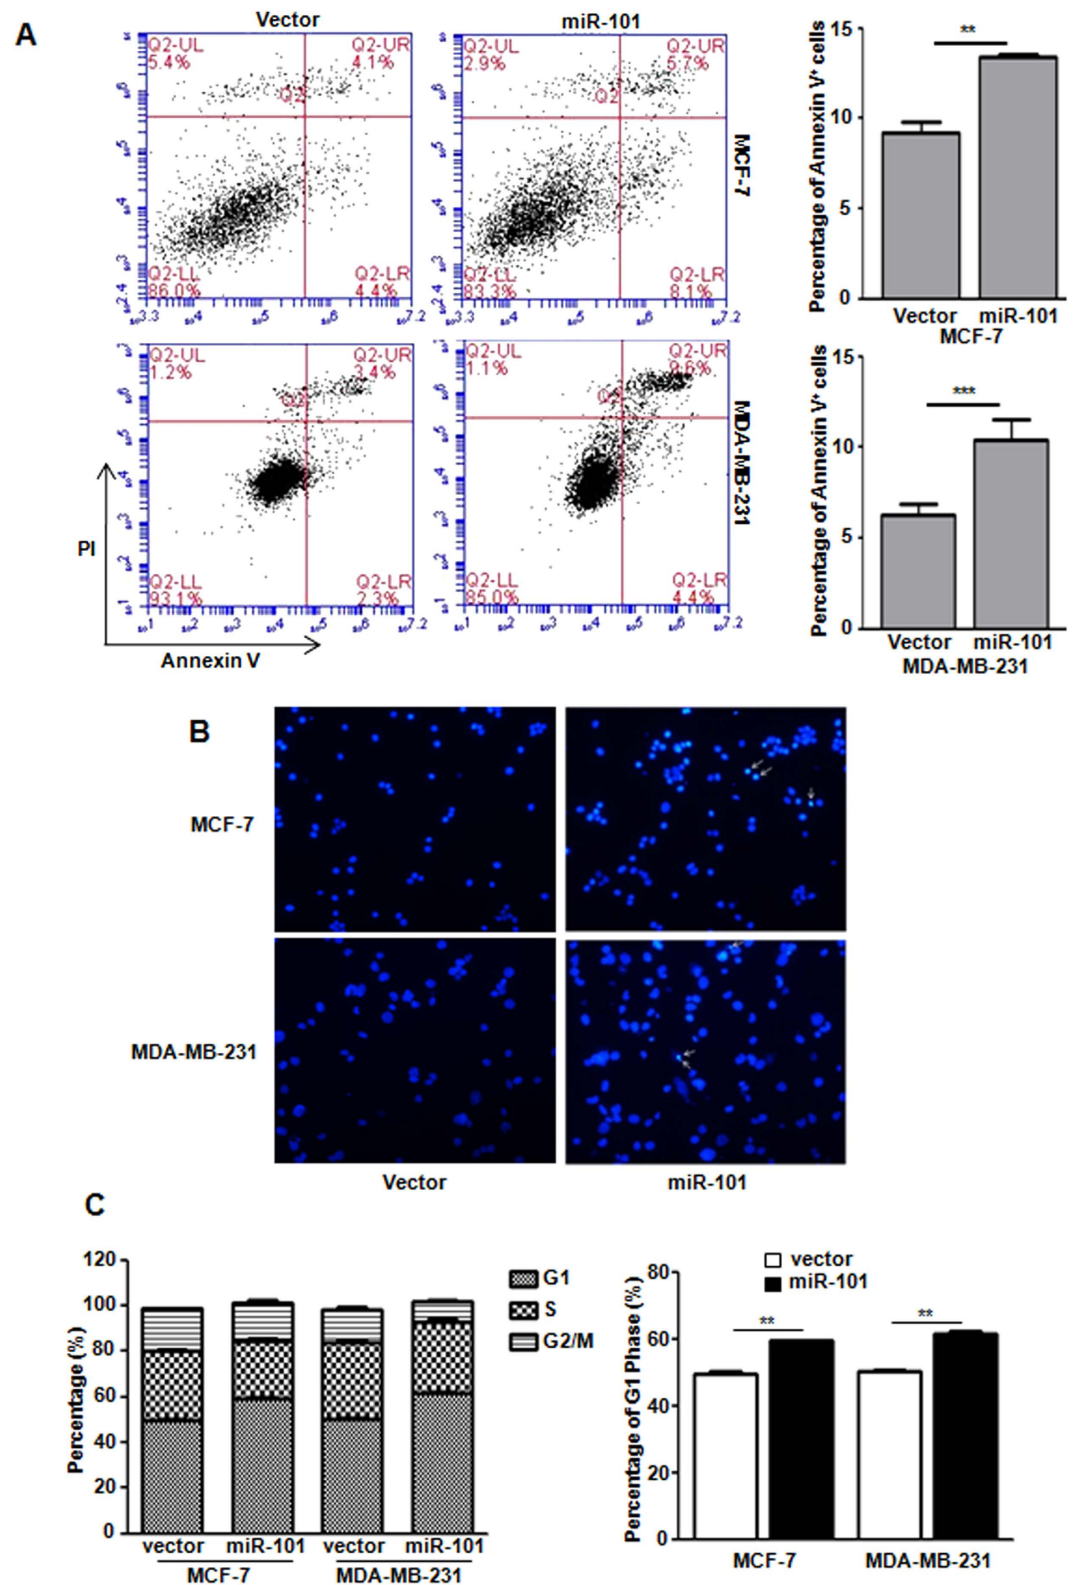 A
Vector
miR-101
Q2-UL
5.4%
Q2-UR
4.1%
Q2
Q2-LL
86.0%
Q2-LR
4.4%
Q2-UL
2.9%
Q2-UR
5.7%
Q2
Q2-LL
83.3%
Q2-LR
8.1%
MCF-7
Q2-UL
1.2%
Q2-UR
3.4%
Q2-LL
93.1%
Q2-LR
2.3%
Q2-UL
1.1%
Q2-UR
9.6%
Q2-LL
85.0%
Q2-LR
4.4%
MDA-MB-231
PI
Annexin V
Percentage of Annexin V+ cells
15
10
5
0
**
Vector miR-101
MCF-7
Percentage of Annexin V+ cells
15
10
5
0
***
Vector miR-101
MDA-MB-231
B
MCF-7
MDA-MB-231
Vector
miR-101
C
Percentage (%)
120
100
80
60
40
20
0
vector miR-101 vector miR-101
MCF-7 MDA-MB-231
G1
S
G2/M
vector
miR-101
Percentage of G1 Phase (%)
80
60
40
20
0
**
**
MCF-7 MDA-MB-231